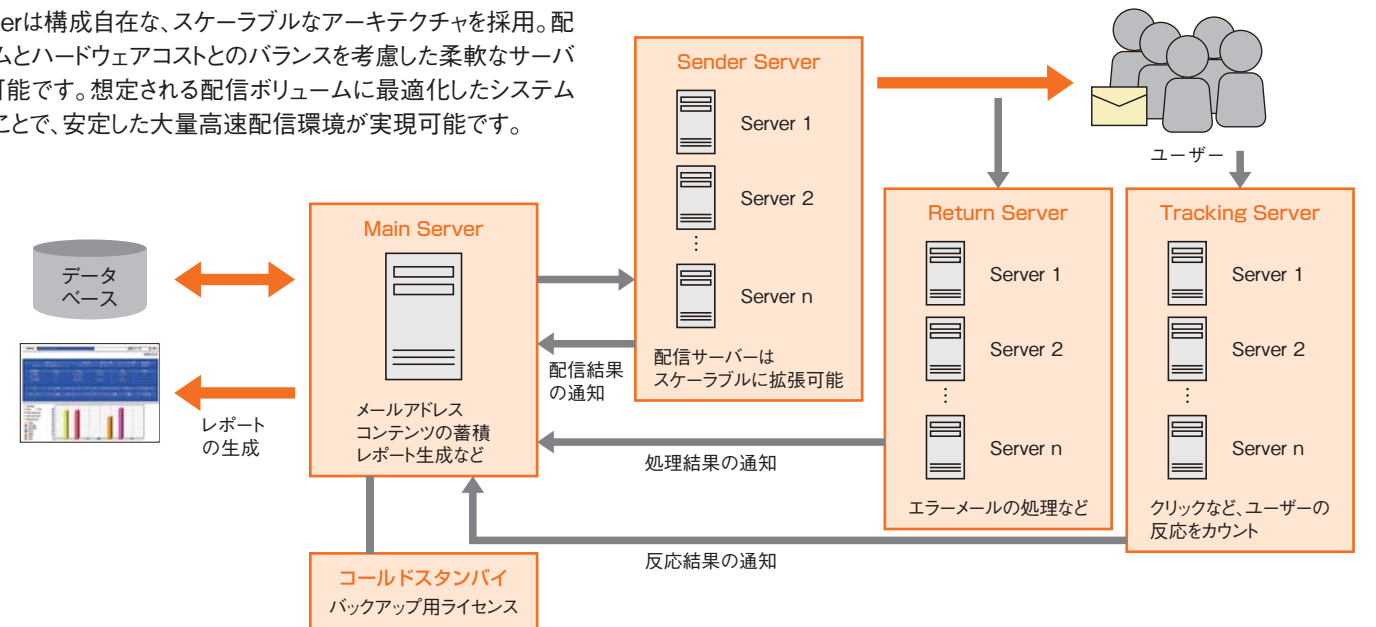 erは構成自在な、スケーラブルなアーキテクチャを採用。配
ムとハードウェアコストとのバランスを考慮した柔軟なサーバ
可能です。想定される配信ボリュームに最適化したシステム
ことで、安定した大量高速配信環境が実現可能です。
データ
ベース
レポート
の生成
Main Server
メールアドレス
コンテンツの蓄積
レポート生成など
コールドスタンバイ
バックアップ用ライセンス
Sender Server
Server 1
Server 2
⋮
Server n
配信サーバーは
スケーラブルに拡張可能
配信結果
の通知
処理結果の通知
反応結果の通知
ユーザー
Return Server
Server 1
Server 2
⋮
Server n
エラーメールの処理など
Tracking Server
Server 1
Server 2
⋮
Server n
クリックなど、ユーザーの
反応をカウント